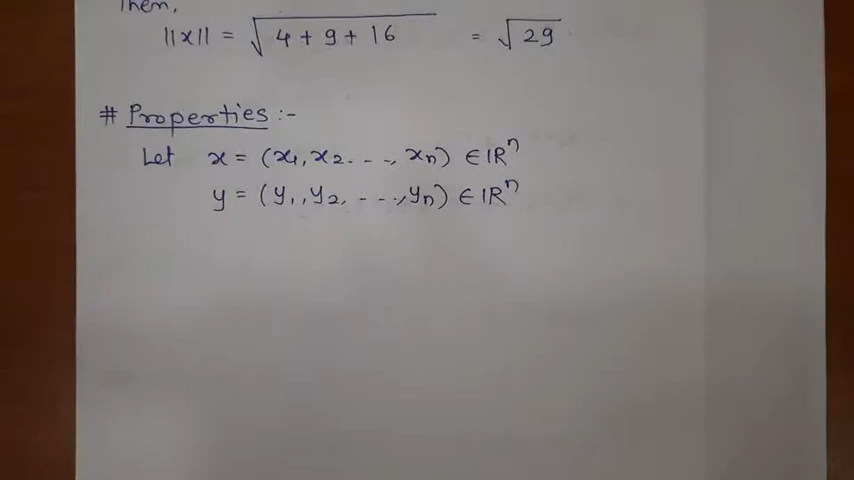 Then,
||x|| = √4 + 9 + 16 = √29
# Properties :-
Let x = (x₁, x₂. - - ., xₙ) ∈ ℝⁿ
y = (y₁, y₂, - - -, yₙ) ∈ ℝⁿ